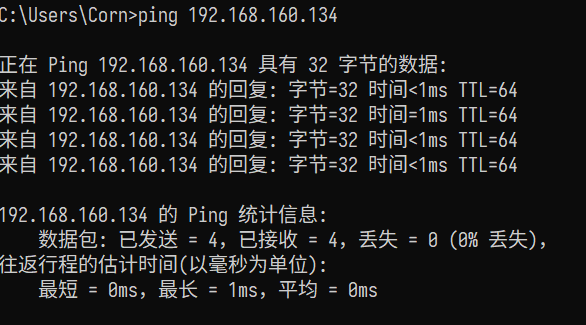 C:\Users\Corn>ping 192.168.160.134
正在 Ping 192.168.160.134 具有 32 字节的数据:
来自 192.168.160.134 的回复: 字节=32 时间<1ms TTL=64
来自 192.168.160.134 的回复: 字节=32 时间=1ms TTL=64
来自 192.168.160.134 的回复: 字节=32 时间<1ms TTL=64
来自 192.168.160.134 的回复: 字节=32 时间<1ms TTL=64
192.168.160.134 的 Ping 统计信息:
数据包: 已发送 = 4，已接收 = 4，丢失 = 0 (0% 丢失)，
往返行程的估计时间(以毫秒为单位):
最短 = 0ms，最长 = 1ms，平均 = 0ms